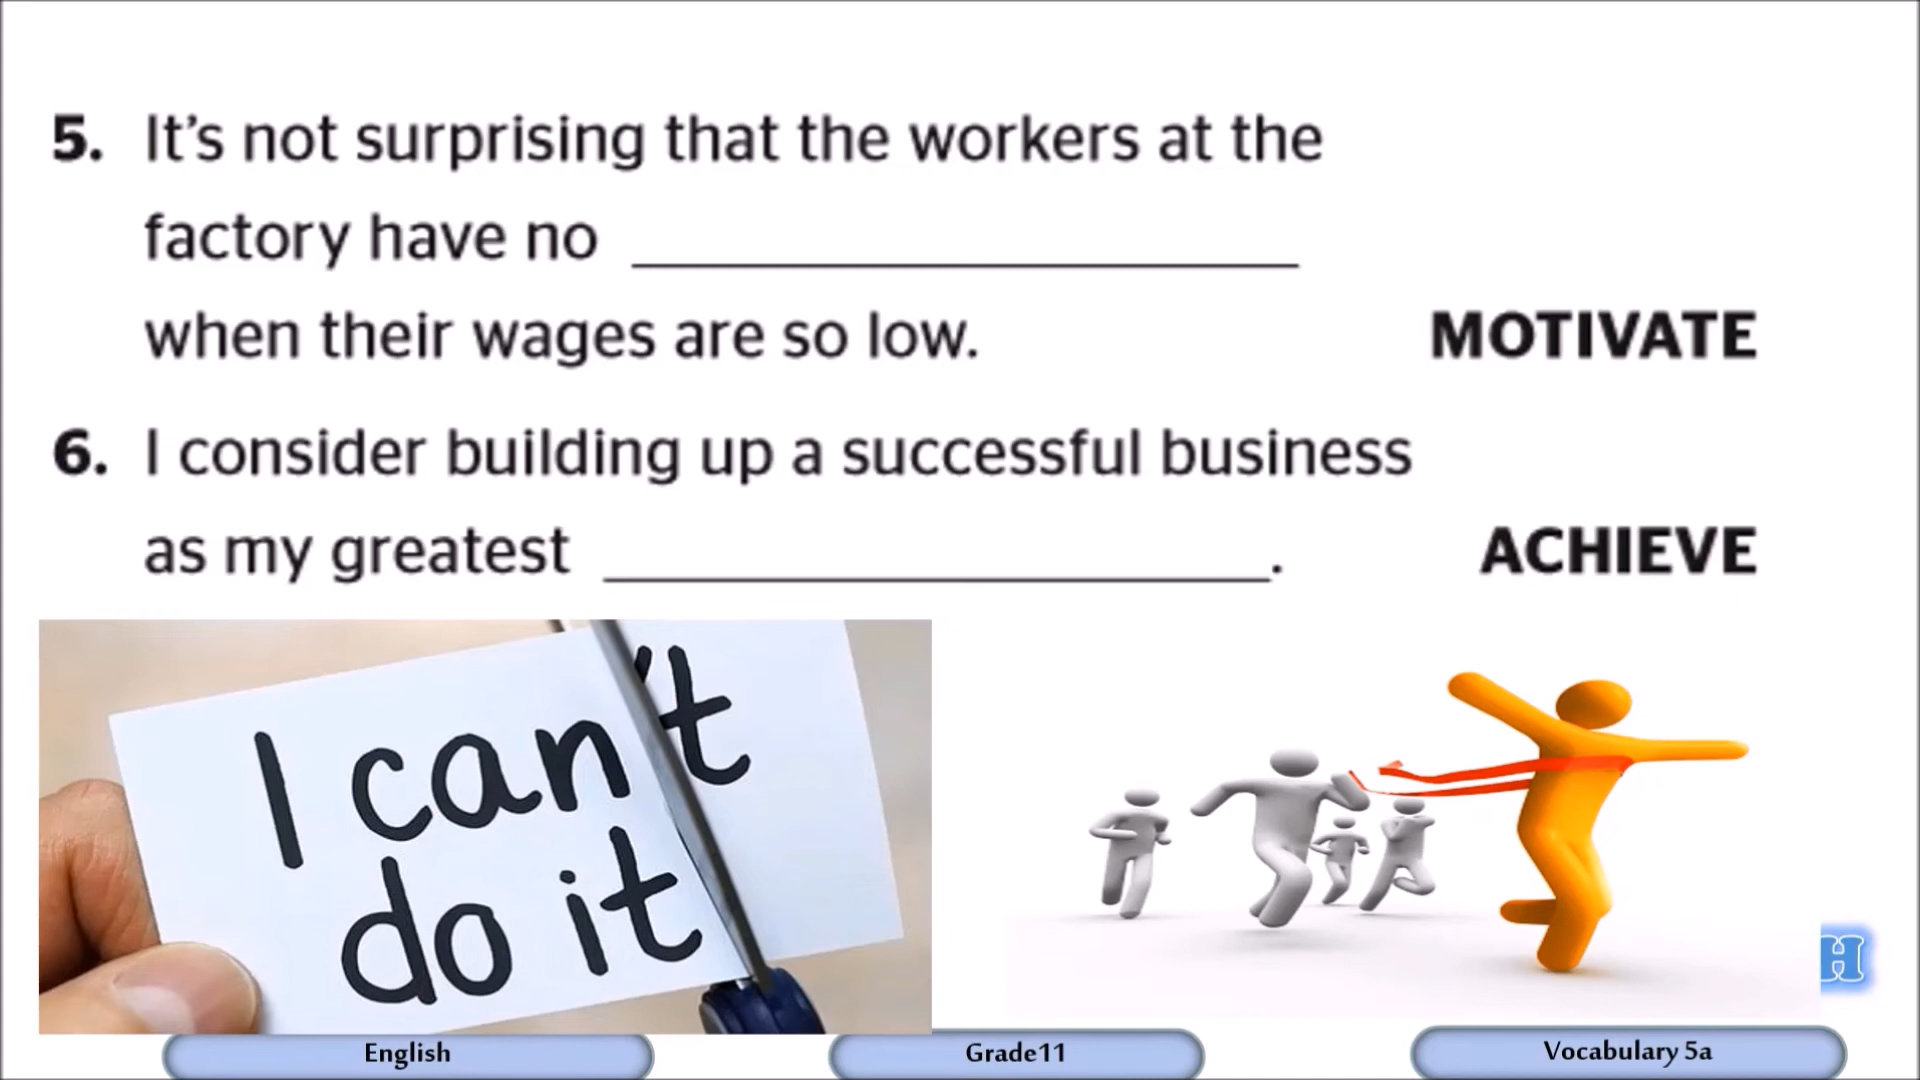 5. It's not surprising that the workers at the
factory have no ____________________
when their wages are so low. MOTIVATE
6. I consider building up a successful business
as my greatest ____________________. ACHIEVE
I can't
do it
H
English
Grade11
Vocabulary 5a